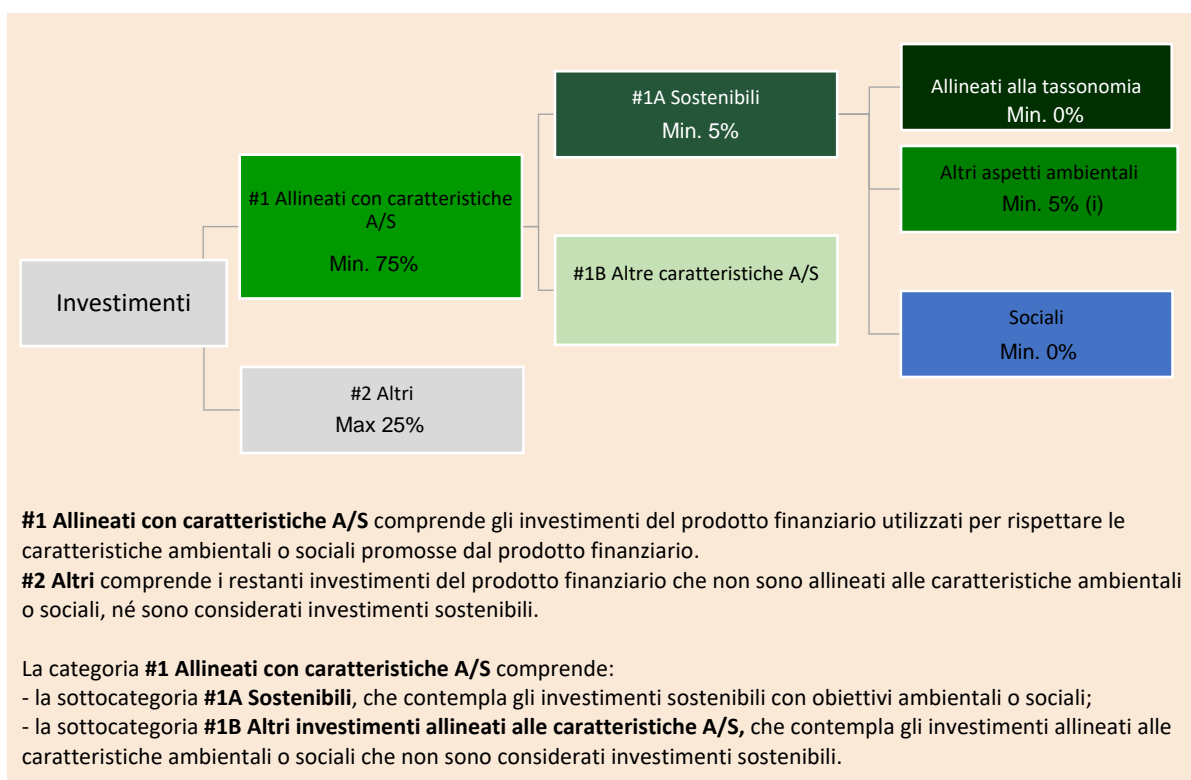 Investimenti
#1 Allineati con caratteristiche
A/S
Min. 75%
#2 Altri
Max 25%
#1A Sostenibili
Min. 5%
#1B Altre caratteristiche A/S
Allineati alla tassonomia
Min. 0%
Altri aspetti ambientali
Min. 5% (i)
Sociali
Min. 0%
#1 Allineati con caratteristiche A/S comprende gli investimenti del prodotto finanziario utilizzati per rispettare le
caratteristiche ambientali o sociali promosse dal prodotto finanziario.
#2 Altri comprende i restanti investimenti del prodotto finanziario che non sono allineati alle caratteristiche ambientali
o sociali, né sono considerati investimenti sostenibili.
La categoria #1 Allineati con caratteristiche A/S comprende:
- la sottocategoria #1A Sostenibili, che contempla gli investimenti sostenibili con obiettivi ambientali o sociali;
- la sottocategoria #1B Altri investimenti allineati alle caratteristiche A/S, che contempla gli investimenti allineati alle
caratteristiche ambientali o sociali che non sono considerati investimenti sostenibili.